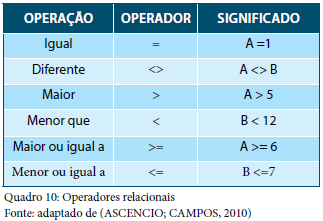 OPERAÇÃO OPERADOR SIGNIFICADO
Igual = A =1
Diferente <> A <> B
Maior > A > 5
Menor que < B < 12
Maior ou igual a >= A >= 6
Menor ou igual a <= B <=7
Quadro 10: Operadores relacionais
Fonte: adaptado de (ASCENCIO; CAMPOS, 2010)